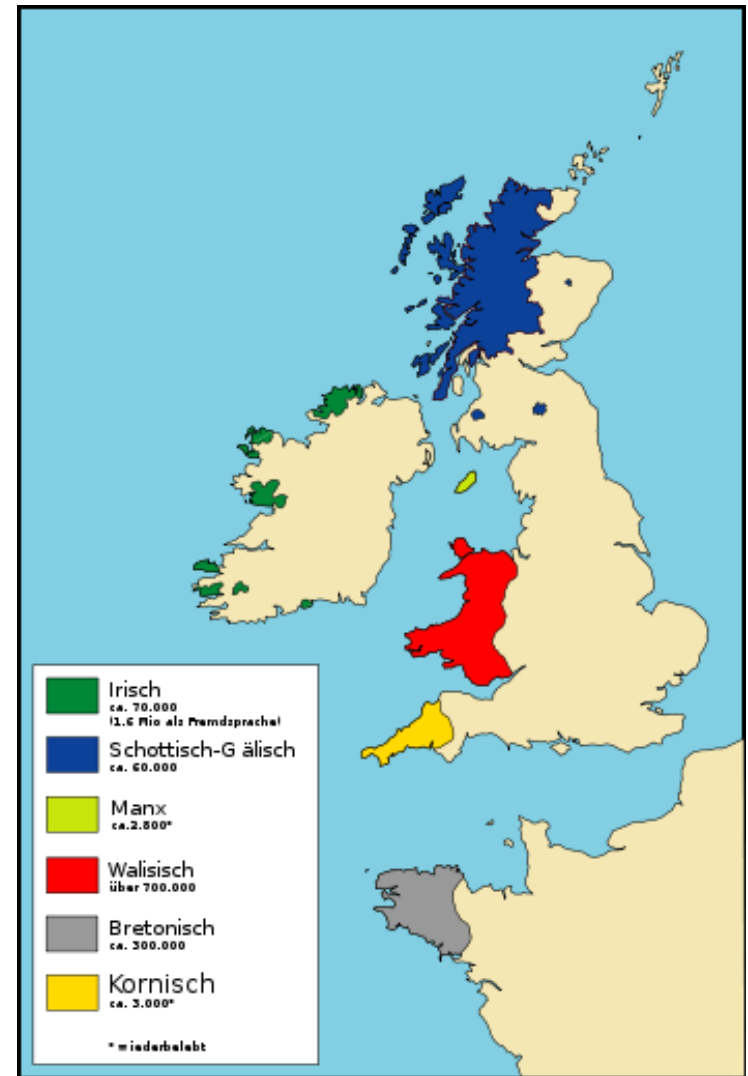 Irisch
ca. 70.000
(1.6 Mio als Fremdsprache)
Schottisch-G älisch
ca. 60.000
Manx
ca.2.800*
Walisisch
über 700.000
Bretonisch
ca. 300.000
Kornisch
ca. 3.000*
* wiederbelebt